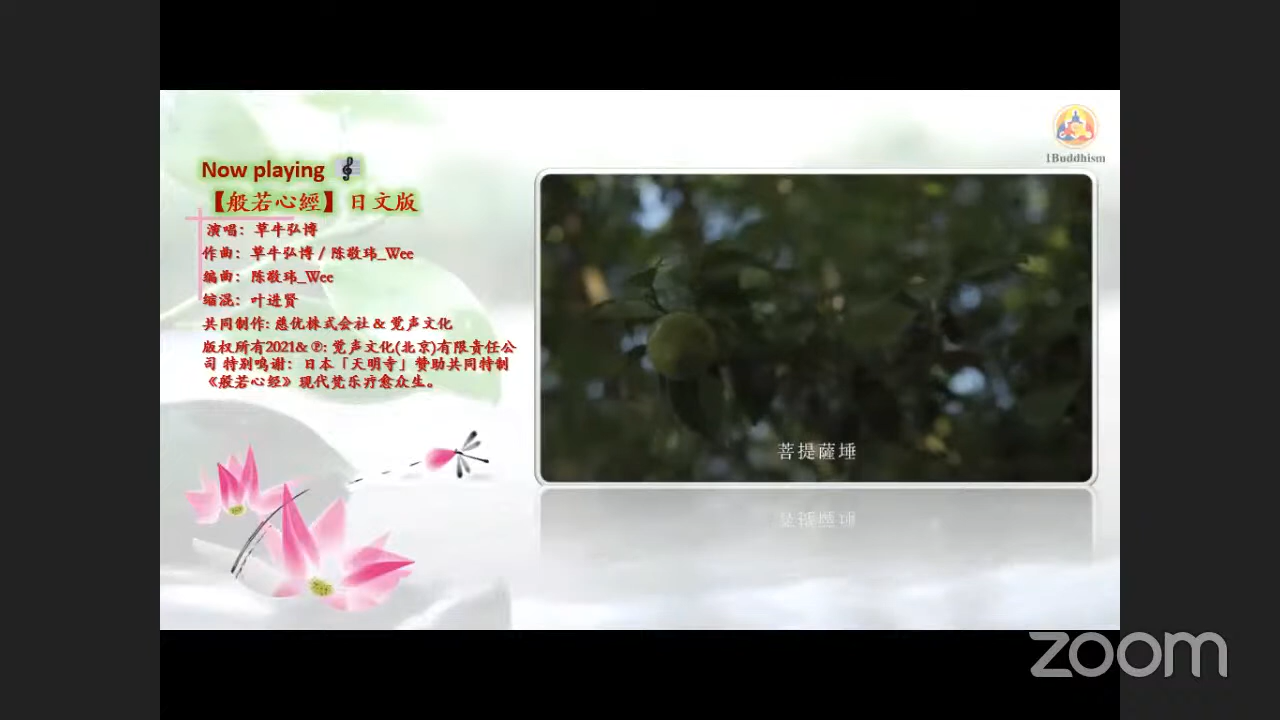 1Buddhism
Now playing
【般若心經】日文版
演唱：草牛弘博
作曲：草牛弘博 / 陈敬玮_Wee
编曲：陈敬玮_Wee
缩混：叶进贤
共同制作: 慈优株式会社 & 觉声文化
版权所有2021& ℗: 觉声文化(北京)有限责任公
司 特别鸣谢：日本「天明寺」赞助共同特制
《般若心经》现代梵乐疗愈众生。
菩提薩埵
zoom